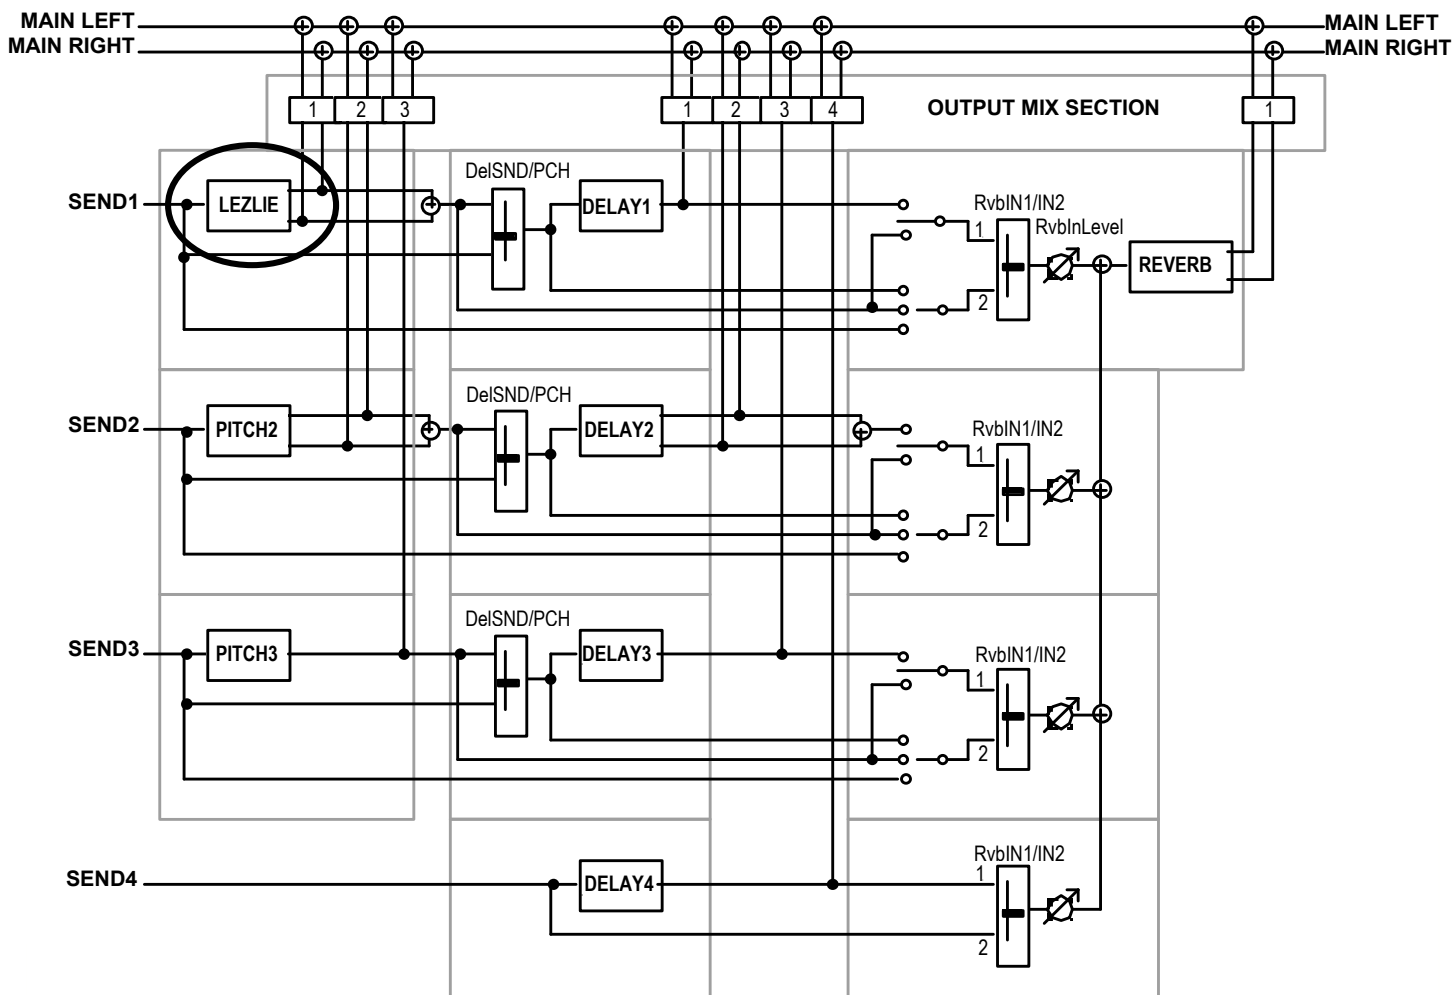 MAIN LEFT MAIN LEFT
MAIN RIGHT MAIN RIGHT
1 2 3 1 2 3 4 OUTPUT MIX SECTION 1
DelSND/PCH
SEND1 LEZLIE DELAY1 RvbIN1/IN2
1 RvbInLevel
REVERB
2
DelSND/PCH
SEND2 PITCH2 DELAY2 RvbIN1/IN2
1
2
DelSND/PCH
SEND3 PITCH3 DELAY3 RvbIN1/IN2
1
2
RvbIN1/IN2
SEND4 DELAY4 1
2